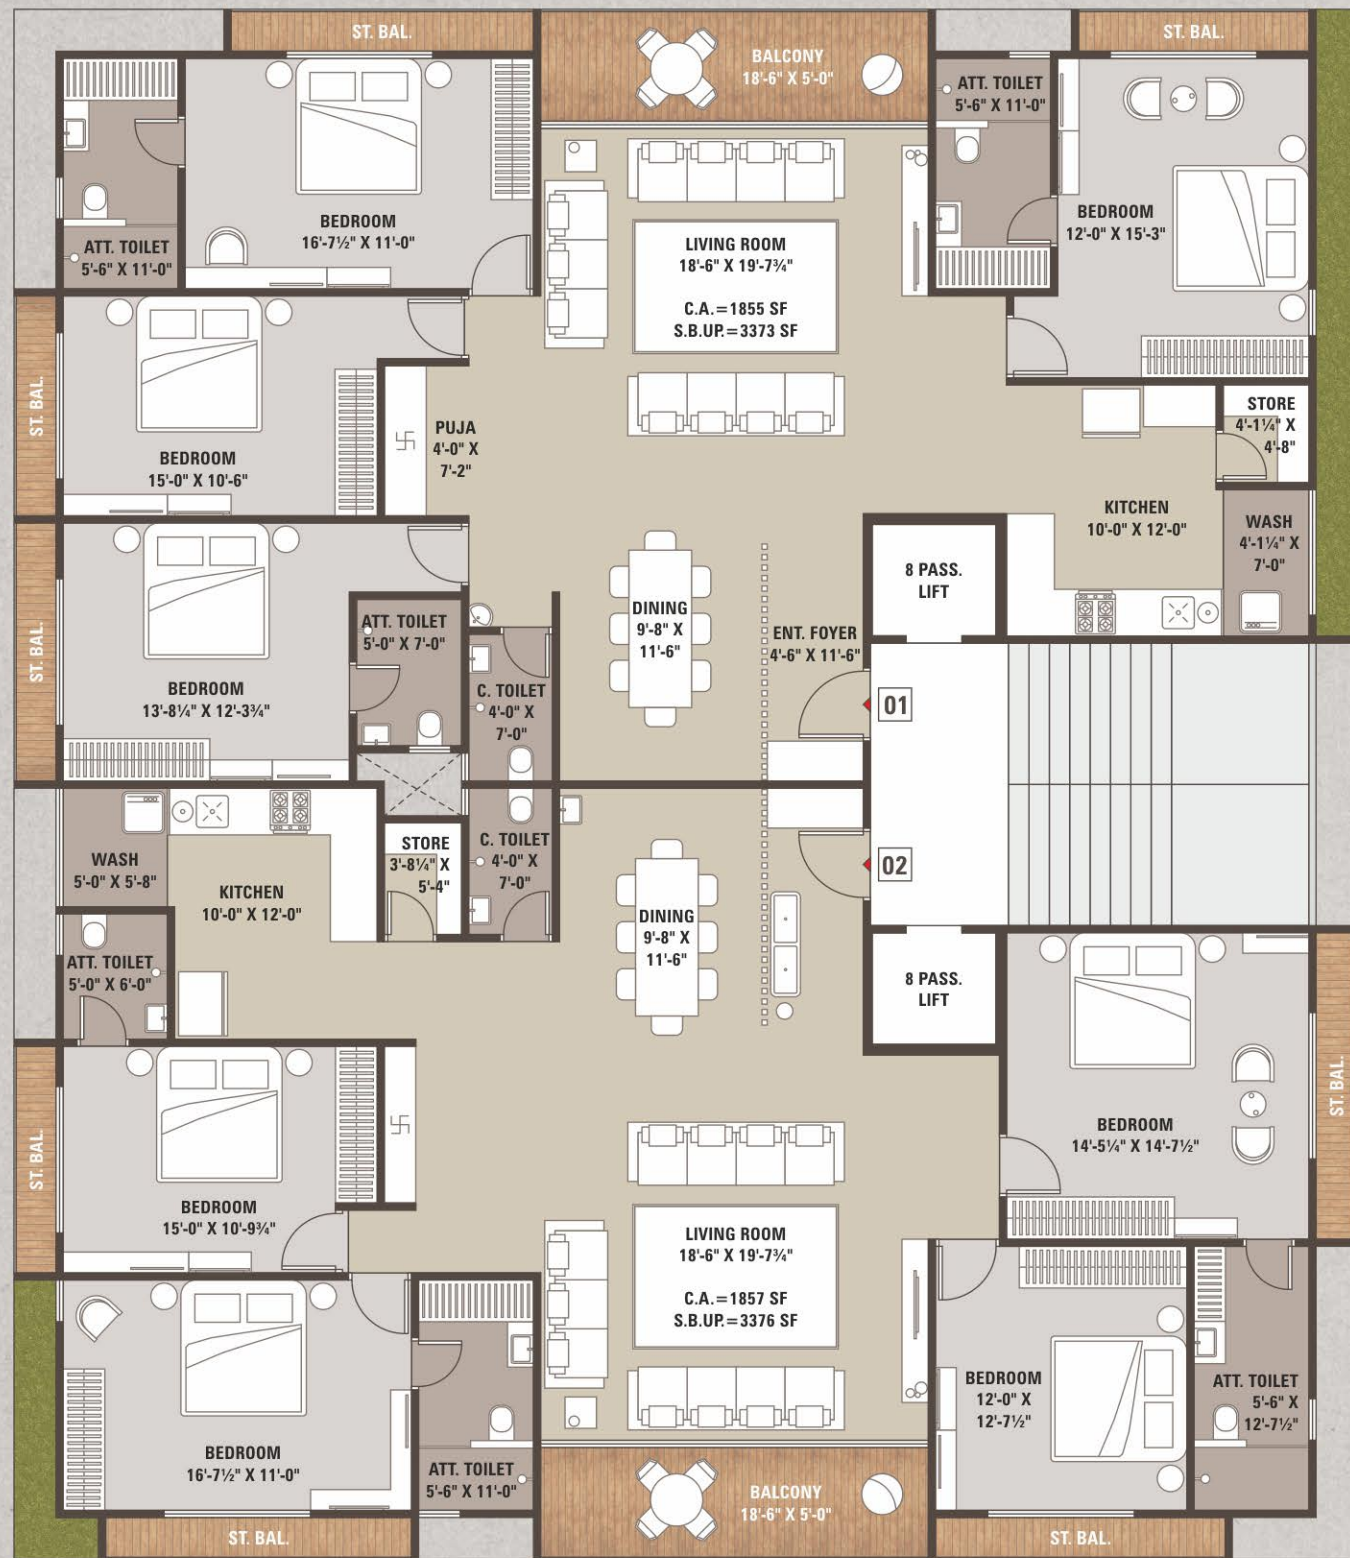 ST. BAL.
BALCONY
18'-6" X 5'-0"
ST. BAL.
ATT. TOILET
5'-6" X 11'-0"
BEDROOM
16'-7½" X 11'-0"
ATT. TOILET
5'-6" X 11'-0"
LIVING ROOM
18'-6" X 19'-7¾"
C.A.=1855 SF
S.B.UP.=3373 SF
BEDROOM
12'-0" X 15'-3"
ST. BAL.
BEDROOM
15'-0" X 10'-6"
PUJA
4'-0" X
7'-2"
STORE
4'-1¼" X
4'-8"
KITCHEN
10'-0" X 12'-0"
WASH
4'-1¼" X
7'-0"
8 PASS.
LIFT
ST. BAL.
BEDROOM
13'-8¼" X 12'-3¾"
ATT. TOILET
5'-0" X 7'-0"
C. TOILET
4'-0" X
7'-0"
DINING
9'-8" X
11'-6"
ENT. FOYER
4'-6" X 11'-6"
01
WASH
5'-0" X 5'-8"
KITCHEN
10'-0" X 12'-0"
STORE
3'-8¼" X
5'-4"
C. TOILET
4'-0" X
7'-0"
02
DINING
9'-8" X
11'-6"
ATT. TOILET
5'-0" X 6'-0"
8 PASS.
LIFT
ST. BAL.
BEDROOM
15'-0" X 10'-9¾"
BEDROOM
14'-5¼" X 14'-7½"
ST. BAL.
LIVING ROOM
18'-6" X 19'-7¾"
C.A.=1857 SF
S.B.UP.=3376 SF
BEDROOM
12'-0" X
12'-7½"
ATT. TOILET
5'-6" X
12'-7½"
BEDROOM
16'-7½" X 11'-0"
ATT. TOILET
5'-6" X 11'-0"
BALCONY
18'-6" X 5'-0"
ST. BAL.
ST. BAL.